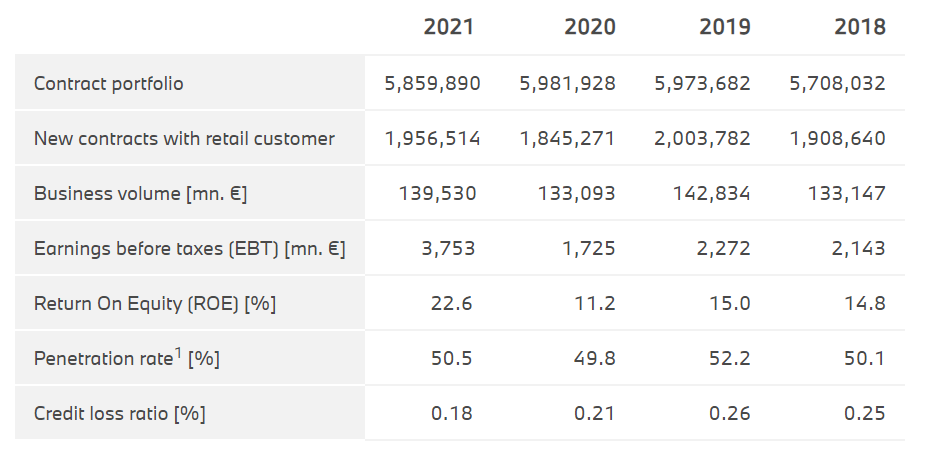 2021 2020 2019 2018
Contract portfolio 5,859,890 5,981,928 5,973,682 5,708,032
New contracts with retail customer 1,956,514 1,845,271 2,003,782 1,908,640
Business volume [mn. €] 139,530 133,093 142,834 133,147
Earnings before taxes (EBT) [mn. €] 3,753 1,725 2,272 2,143
Return On Equity (ROE) [%] 22.6 11.2 15.0 14.8
Penetration rate¹ [%] 50.5 49.8 52.2 50.1
Credit loss ratio [%] 0.18 0.21 0.26 0.25